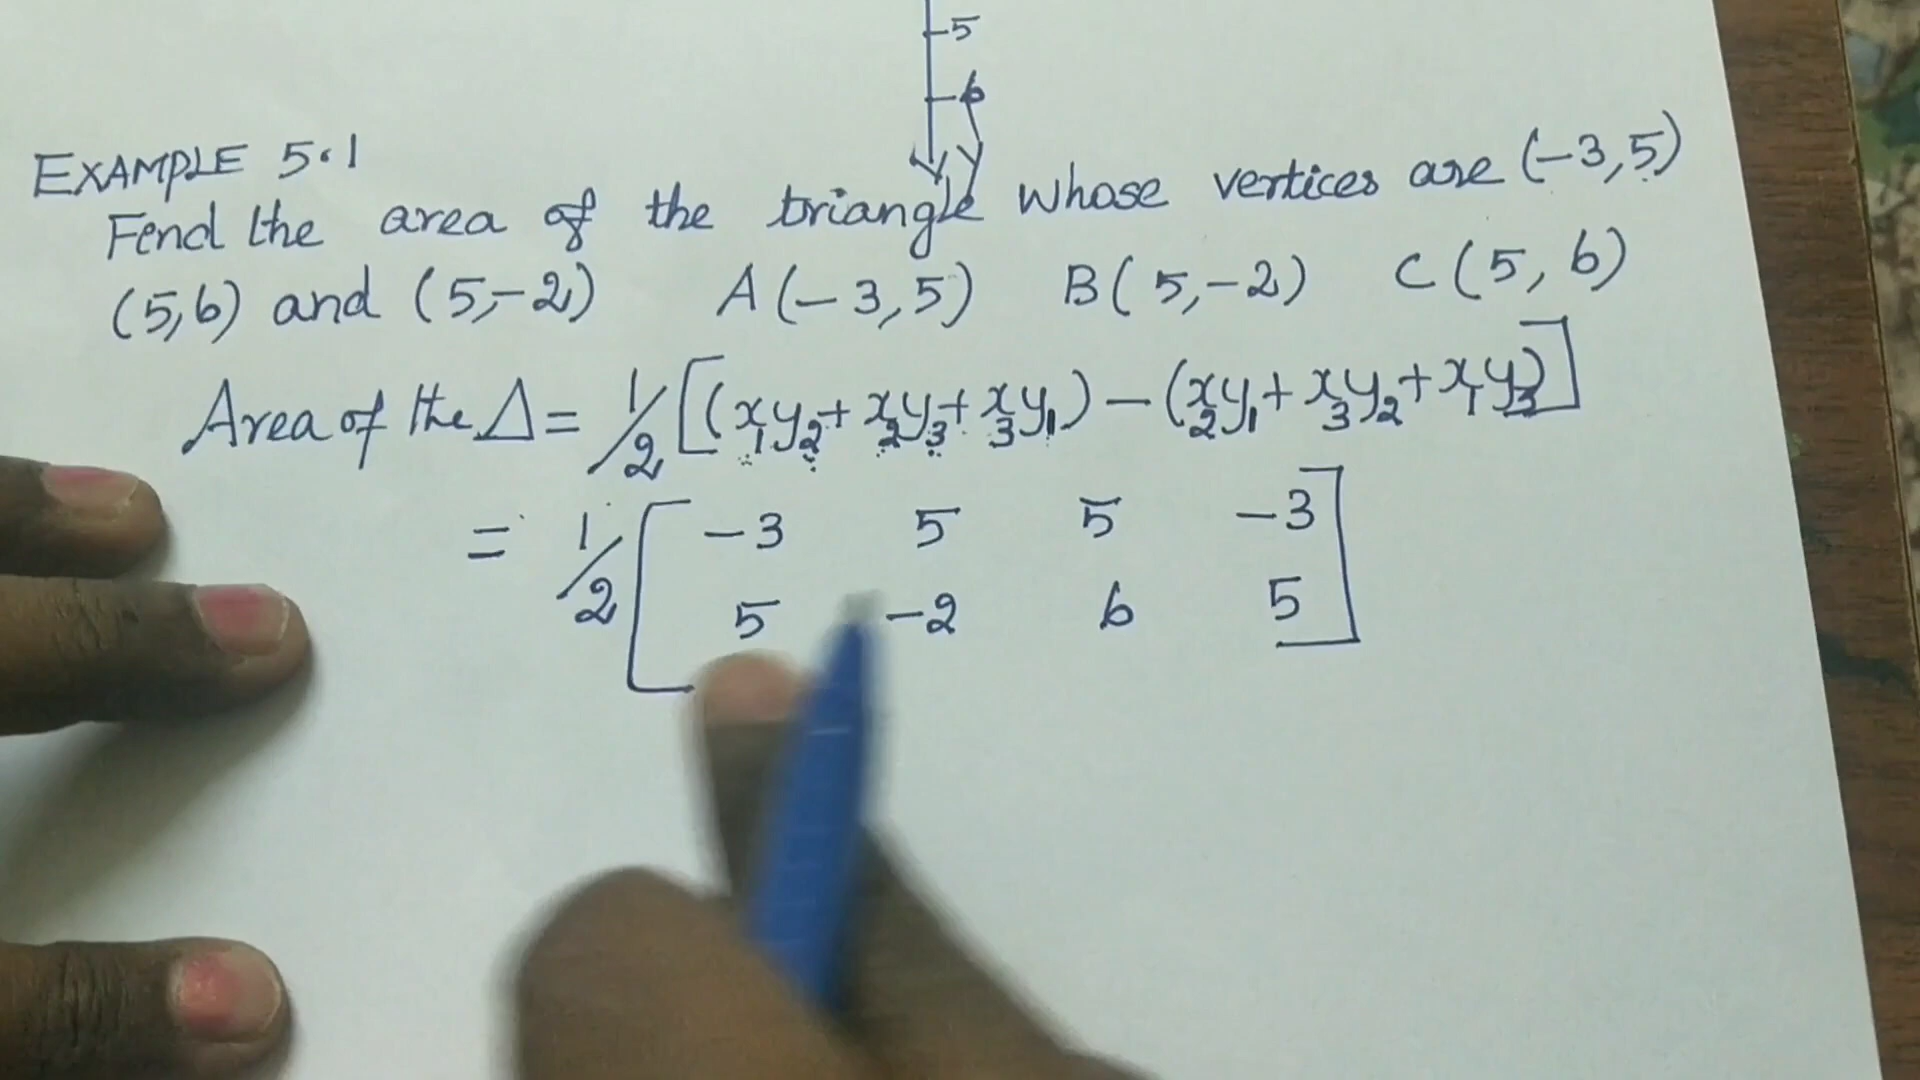 -5
-6
EXAMPLE 5.1
Find the area of the triangle whose vertices are (-3,5)
(5,6) and (5,-2) A(-3,5) B(5,-2) C(5,6)
Area of the Δ = 1/2 [(x₁y₂+x₂y₃+x₃y₁)-(x₂y₁+x₃y₂+x₁y₃)]
= 1/2 [ -3 5 5 -3
5 -2 6 5 ]